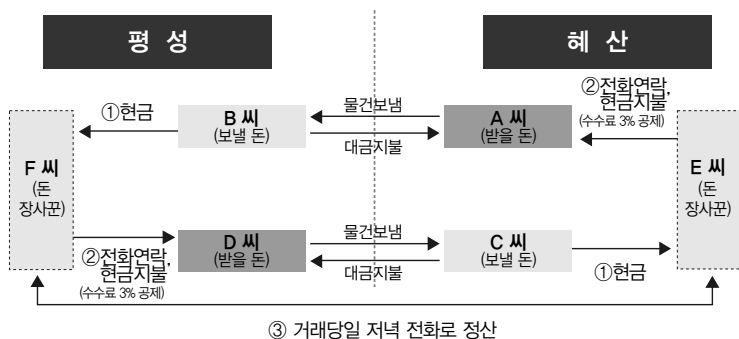 평 성
혜 산
①현금
B 씨
(보낼 돈)
물건보냄
대금지불
A 씨
(받을 돈)
②전화연락,
현금지불
(수수료 3% 공제)
F 씨
(돈
장사꾼)
E 씨
(돈
장사꾼)
②전화연락,
현금지불
(수수료 3% 공제)
D 씨
(받을 돈)
물건보냄
대금지불
C 씨
(보낼 돈)
①현금
③ 거래당일 저녁 전화로 정산